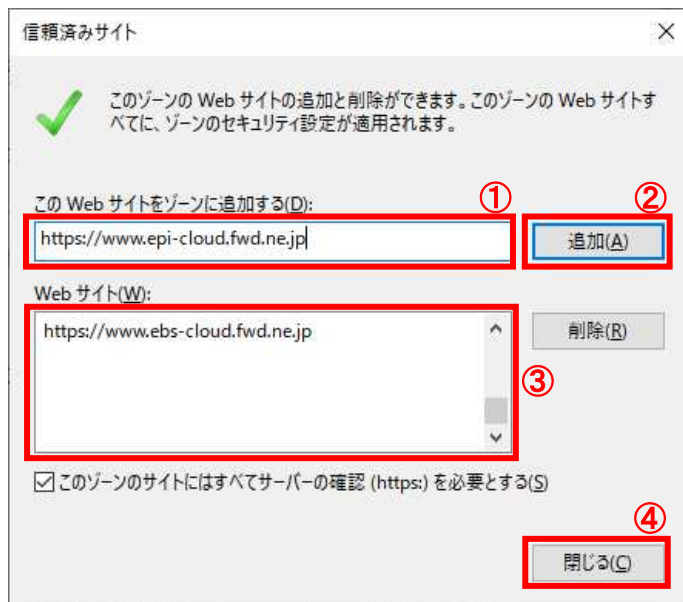 信頼済みサイト
このゾーンの Web サイトの追加と削除ができます。このゾーンの Web サイトす
べてに、ゾーンのセキュリティ設定が適用されます。
①
②
この Web サイトをゾーンに追加する(D):
https://www.epi-cloud.fwd.ne.jp
追加(A)
Web サイト(W):
https://www.ebs-cloud.fwd.ne.jp
削除(R)
③
このゾーンのサイトにはすべてサーバーの確認 (https:) を必要とする(S)
④
閉じる(C)